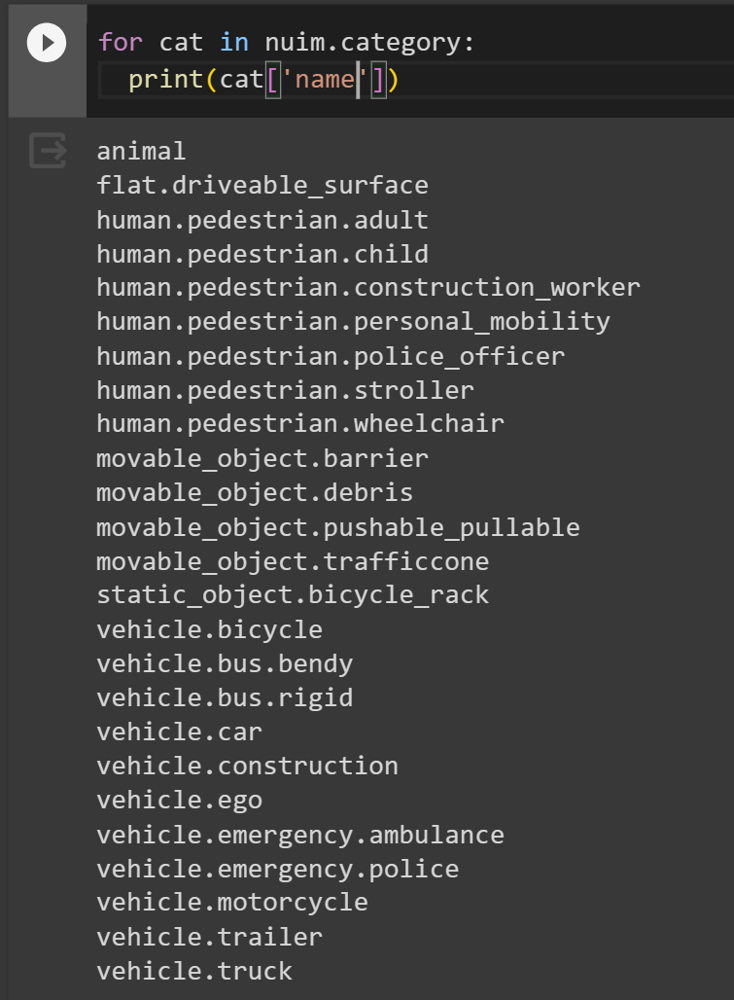 for cat in nuim.category:
  print(cat['name'])
animal
flat.driveable_surface
human.pedestrian.adult
human.pedestrian.child
human.pedestrian.construction_worker
human.pedestrian.personal_mobility
human.pedestrian.police_officer
human.pedestrian.stroller
human.pedestrian.wheelchair
movable_object.barrier
movable_object.debris
movable_object.pushable_pullable
movable_object.trafficcone
static_object.bicycle_rack
vehicle.bicycle
vehicle.bus.bendy
vehicle.bus.rigid
vehicle.car
vehicle.construction
vehicle.ego
vehicle.emergency.ambulance
vehicle.emergency.police
vehicle.motorcycle
vehicle.trailer
vehicle.truck